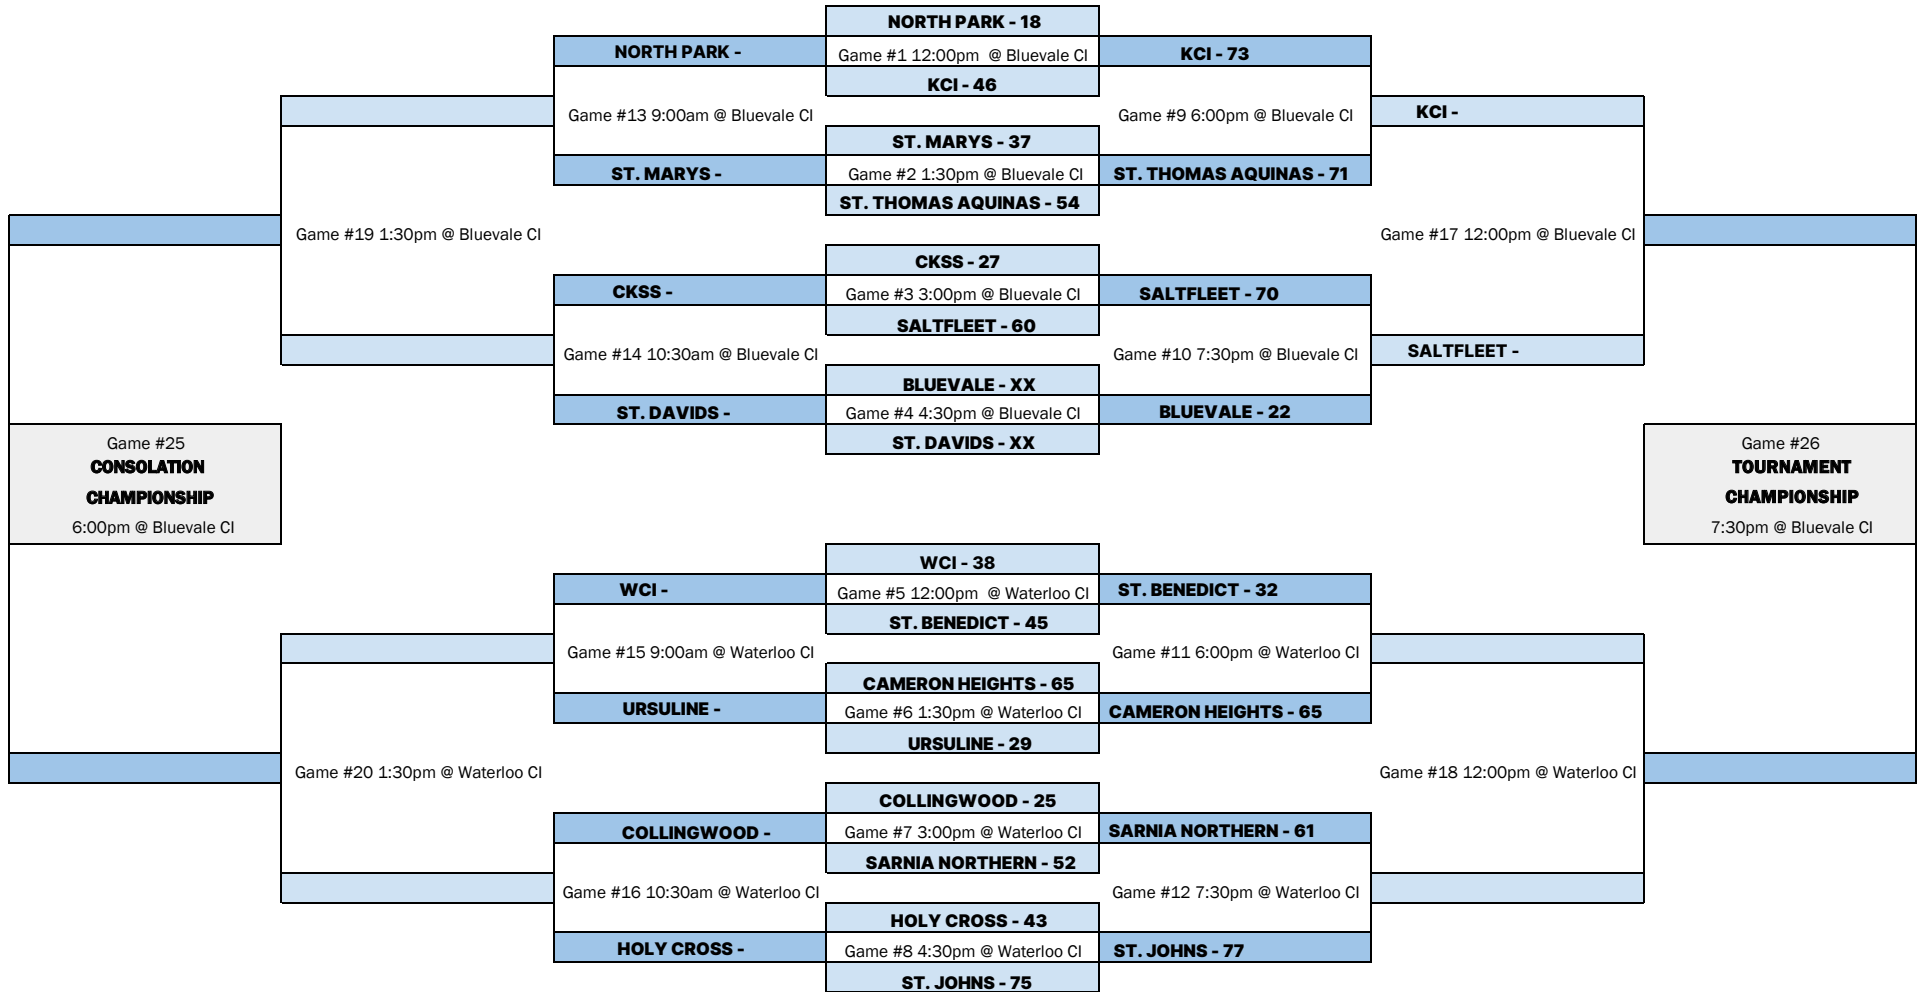 NORTH PARK - 18
NORTH PARK -
Game #1 12:00pm  @ Bluevale CI
KCI - 73
KCI - 46
Game #13 9:00am @ Bluevale CI
Game #9 6:00pm @ Bluevale CI
KCI -
ST. MARYS - 37
ST. MARYS -
Game #2 1:30pm @ Bluevale CI
ST. THOMAS AQUINAS - 71
ST. THOMAS AQUINAS - 54
Game #19 1:30pm @ Bluevale CI
Game #17 12:00pm @ Bluevale CI
CKSS - 27
CKSS -
Game #3 3:00pm @ Bluevale CI
SALTFLEET - 70
SALTFLEET - 60
Game #14 10:30am @ Bluevale CI
Game #10 7:30pm @ Bluevale CI
SALTFLEET -
BLUEVALE - XX
ST. DAVIDS -
Game #4 4:30pm @ Bluevale CI
BLUEVALE - 22
ST. DAVIDS - XX
Game #25
CONSOLATION
CHAMPIONSHIP
6:00pm @ Bluevale CI
Game #26
TOURNAMENT
CHAMPIONSHIP
7:30pm @ Bluevale CI
WCI - 38
WCI -
Game #5 12:00pm  @ Waterloo CI
ST. BENEDICT - 32
ST. BENEDICT - 45
Game #15 9:00am @ Waterloo CI
Game #11 6:00pm @ Waterloo CI
CAMERON HEIGHTS - 65
URSULINE -
Game #6 1:30pm @ Waterloo CI
CAMERON HEIGHTS - 65
URSULINE - 29
Game #20 1:30pm @ Waterloo CI
Game #18 12:00pm @ Waterloo CI
COLLINGWOOD - 25
COLLINGWOOD -
Game #7 3:00pm @ Waterloo CI
SARNIA NORTHERN - 61
SARNIA NORTHERN - 52
Game #16 10:30am @ Waterloo CI
Game #12 7:30pm @ Waterloo CI
HOLY CROSS - 43
HOLY CROSS -
Game #8 4:30pm @ Waterloo CI
ST. JOHNS - 77
ST. JOHNS - 75